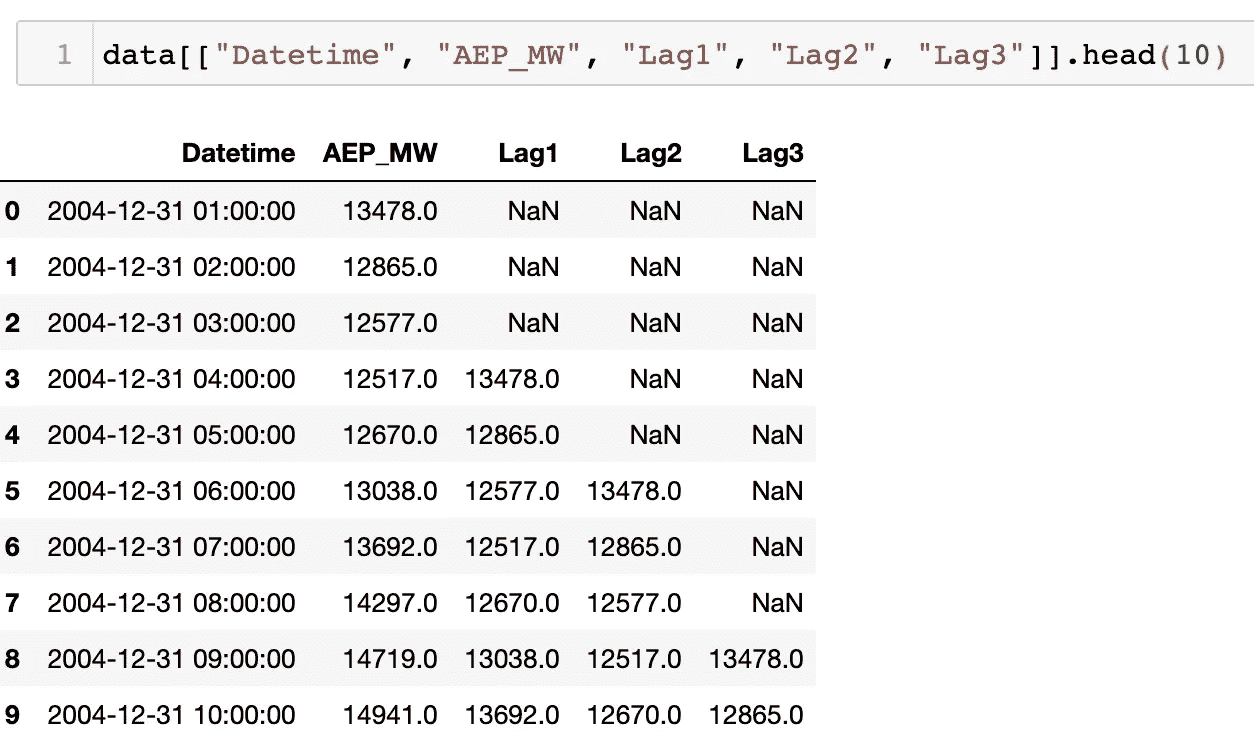 1 data[["Datetime", "AEP_MW", "Lag1", "Lag2", "Lag3"]].head(10)
Datetime AEP_MW Lag1 Lag2 Lag3
0 2004-12-31 01:00:00 13478.0 NaN NaN NaN
1 2004-12-31 02:00:00 12865.0 NaN NaN NaN
2 2004-12-31 03:00:00 12577.0 NaN NaN NaN
3 2004-12-31 04:00:00 12517.0 13478.0 NaN NaN
4 2004-12-31 05:00:00 12670.0 12865.0 NaN NaN
5 2004-12-31 06:00:00 13038.0 12577.0 13478.0 NaN
6 2004-12-31 07:00:00 13692.0 12517.0 12865.0 NaN
7 2004-12-31 08:00:00 14297.0 12670.0 12577.0 NaN
8 2004-12-31 09:00:00 14719.0 13038.0 12517.0 13478.0
9 2004-12-31 10:00:00 14941.0 13692.0 12670.0 12865.0